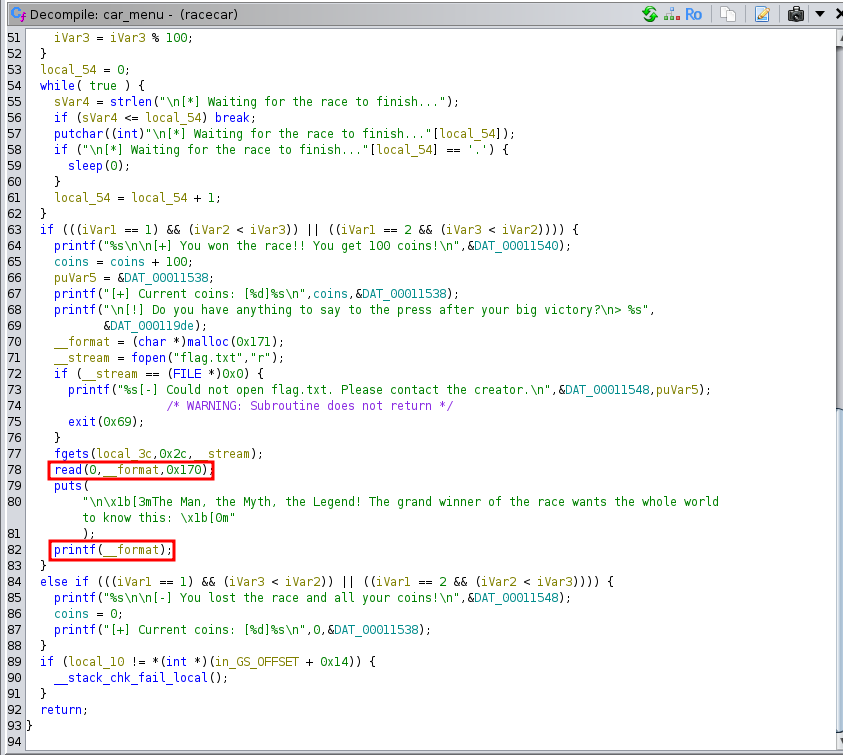 Decompile: car_menu - (racecar)
Ro
51 iVar3 = iVar3 % 100;
52 }
53 local_54 = 0;
54 while( true ) {
55 sVar4 = strlen("\n[*] Waiting for the race to finish...");
56 if (sVar4 <= local_54) break;
57 putchar((int)"\n[*] Waiting for the race to finish..."[local_54]);
58 if ("\n[*] Waiting for the race to finish..."[local_54] == '.') {
59 sleep(0);
60 }
61 local_54 = local_54 + 1;
62 }
63 if (((iVar1 == 1) && (iVar2 < iVar3)) || ((iVar1 == 2 && (iVar3 < iVar2)))) {
64 printf("%s\n\n[+] You won the race!! You get 100 coins!\n",&DAT_00011540);
65 coins = coins + 100;
66 puVar5 = &DAT_00011538;
67 printf("[+] Current coins: [%d]%s\n",coins,&DAT_00011538);
68 printf("\n[!] Do you have anything to say to the press after your big victory?\n> %s",
69 &DAT_000119de);
70 __format = (char *)malloc(0x171);
71 __stream = fopen("flag.txt","r");
72 if (__stream == (FILE *)0x0) {
73 printf("%s[-] Could not open flag.txt. Please contact the creator.\n",&DAT_00011548,puVar5);
74 /* WARNING: Subroutine does not return */
75 exit(0x69);
76 }
77 fgets(local_3c,0x2c,__stream);
78 read(0,__format,0x170);
79 puts(
80 "\n\x1b[3mThe Man, the Myth, the Legend! The grand winner of the race wants the whole world
to know this: \x1b[0m"
81 );
82 printf(__format);
83 }
84 else if (((iVar1 == 1) && (iVar3 < iVar2)) || ((iVar1 == 2 && (iVar2 < iVar3)))) {
85 printf("%s\n\n[-] You lost the race and all your coins!\n",&DAT_00011548);
86 coins = 0;
87 printf("[+] Current coins: [%d]%s\n",0,&DAT_00011538);
88 }
89 if (local_10 != *(int *)(in_GS_OFFSET + 0x14)) {
90 __stack_chk_fail_local();
91 }
92 return;
93 }
94